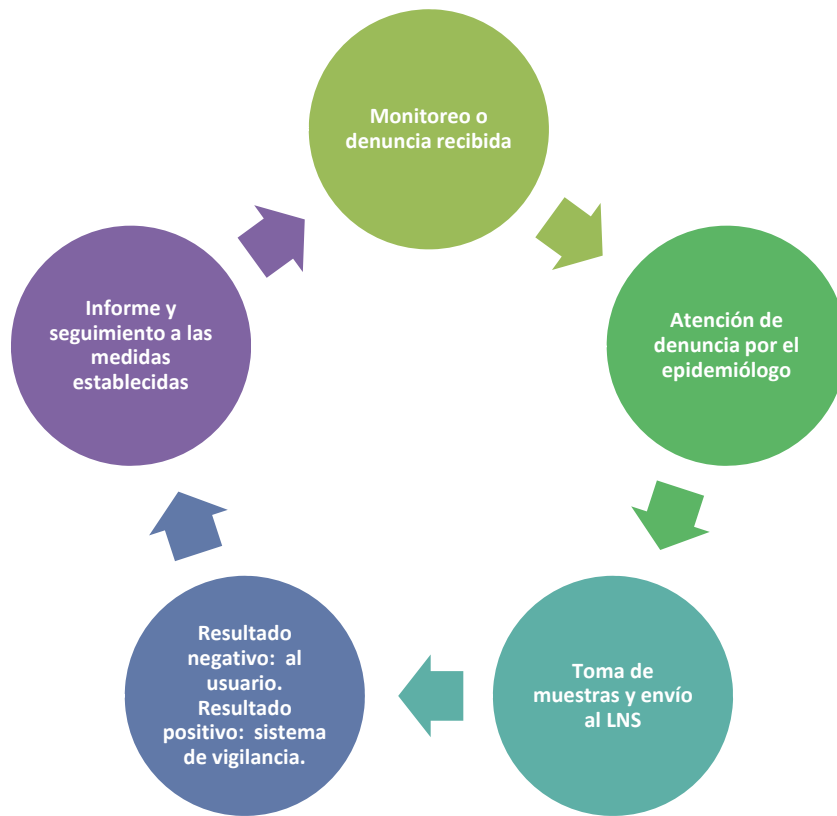 Monitoreo o
denuncia recibida
Atención de
denuncia por el
epidemiólogo
Toma de
muestras y envío
al LNS
Resultado
negativo: al
usuario.
Resultado
positivo: sistema
de vigilancia.
Informe y
seguimiento a las
medidas
establecidas